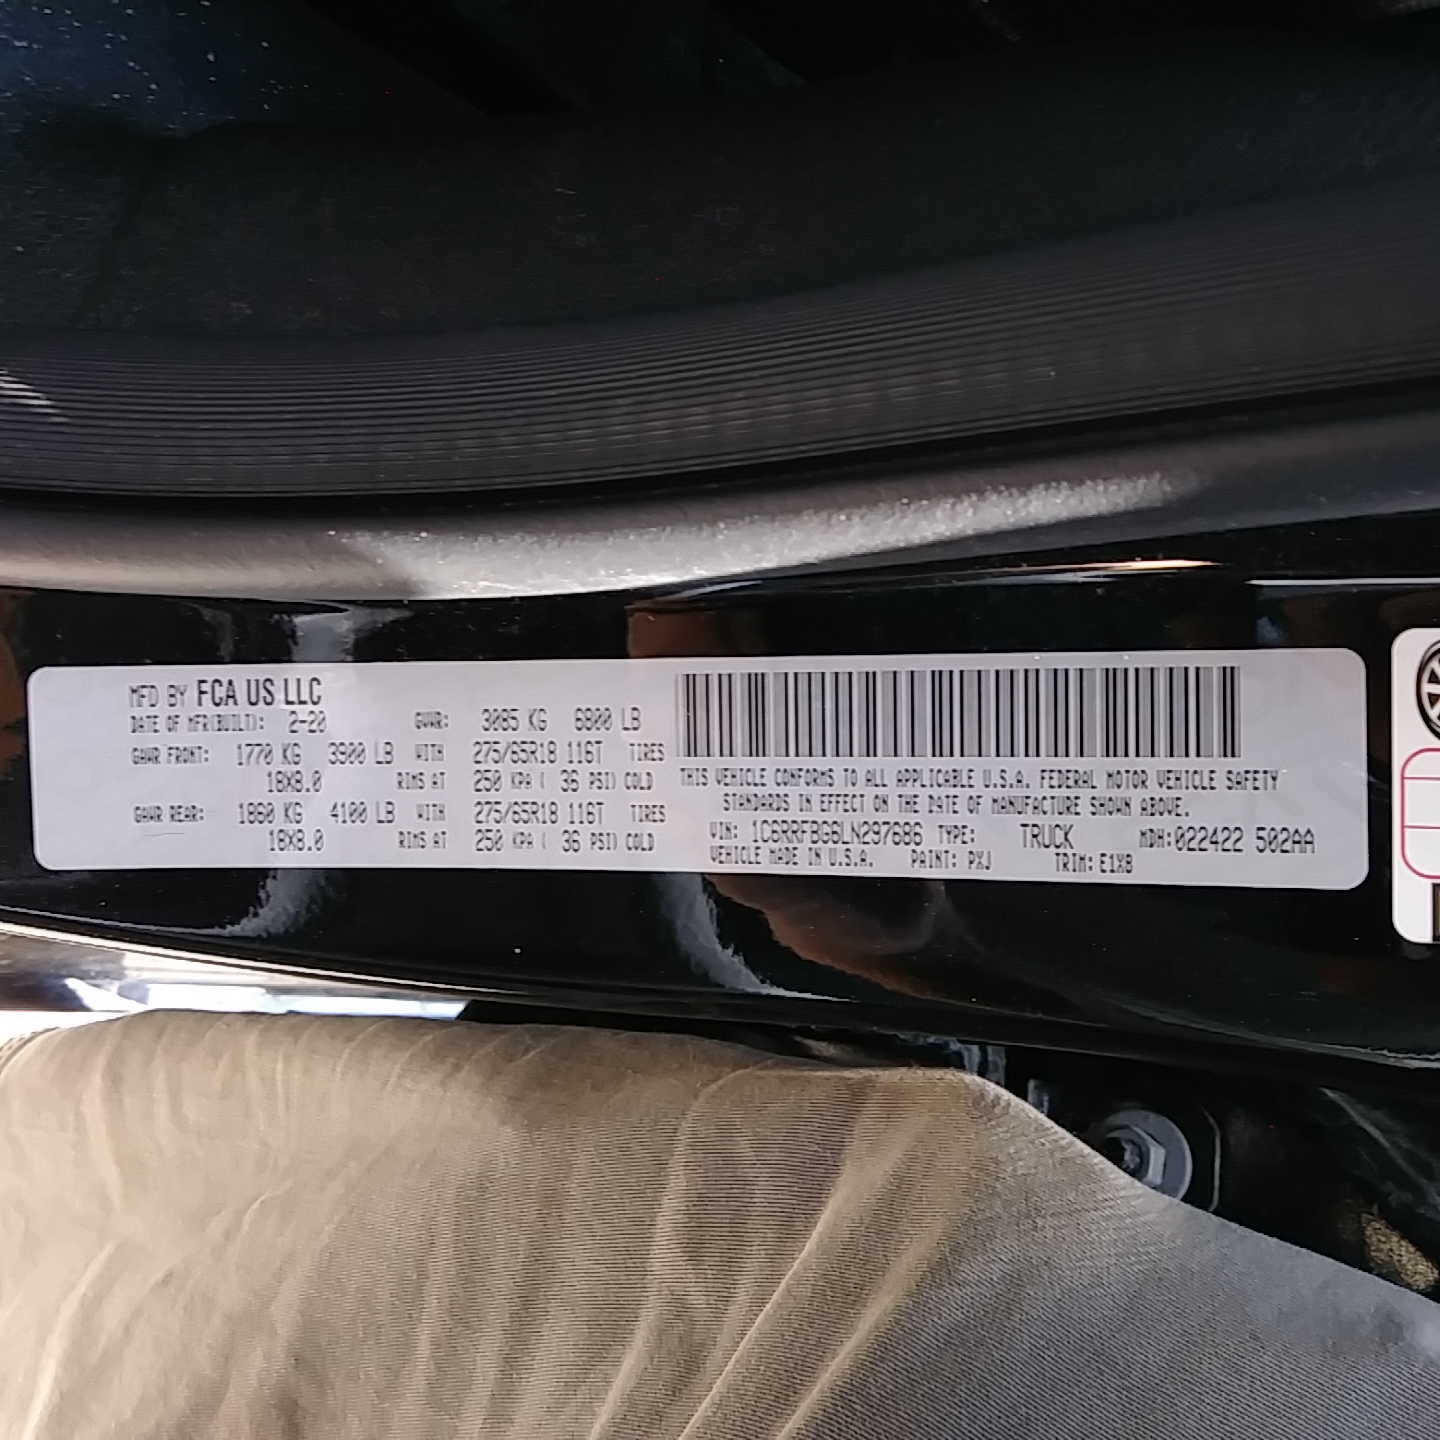 MFD BY FCA US LLC
DATE OF MFR(BUILT): 2-20 GVWR: 3085 KG 6800 LB
GAWR FRONT: 1770 KG 3900 LB WITH 275/65R18 116T TIRES
18X8.0 RIMS AT 250 KPA ( 36 PSI) COLD
GAWR REAR: 1860 KG 4100 LB WITH 275/65R18 116T TIRES
18X8.0 RIMS AT 250 KPA ( 36 PSI) COLD
THIS VEHICLE CONFORMS TO ALL APPLICABLE U.S.A. FEDERAL MOTOR VEHICLE SAFETY
STANDARDS IN EFFECT ON THE DATE OF MANUFACTURE SHOWN ABOVE.
VIN: 1C6RRFBG6LN297686 TYPE: TRUCK MDH:022422 502AA
VEHICLE MADE IN U.S.A. PAINT: PXJ TRIM: E1X8